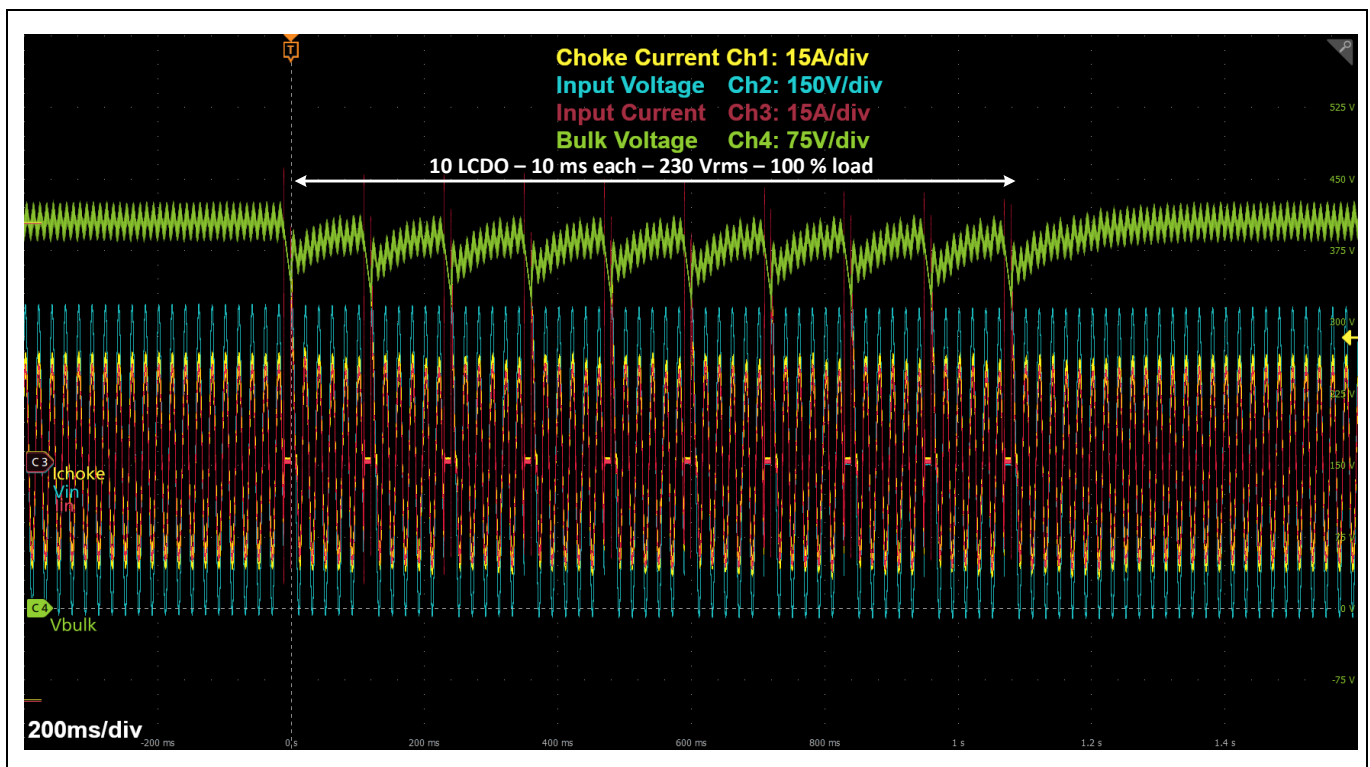 T
Choke Current Ch1: 15A/div
Input Voltage Ch2: 150V/div
Input Current Ch3: 15A/div
Bulk Voltage Ch4: 75V/div
10 LCDO – 10 ms each – 230 Vrms – 100 % load
525 V
450 V
375 V
300 V
225 V
C3
150 V
Ichoke
Vin
Iin
75 V
C4
0 V
Vbulk
-75 V
200ms/div
-200 ms
0 s
200 ms
400 ms
600 ms
800 ms
1 s
1.2 s
1.4 s